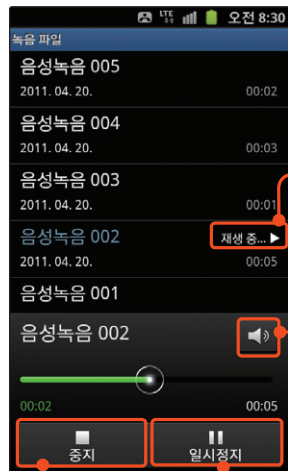 LTE 오전 8:30
녹음 파일
음성녹음 005
2011. 04. 20. 00:02
음성녹음 004
2011. 04. 20. 00:03
음성녹음 003
2011. 04. 20. 00:01
음성녹음 002 재생 중...
2011. 04. 20. 00:05
음성녹음 001
음성녹음 002
00:02 00:05
중지 일시정지